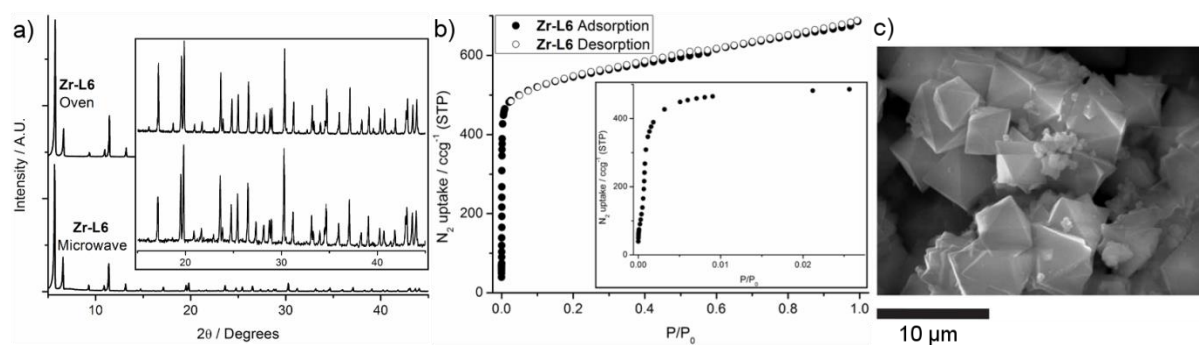 a)
Intensity / A.U.
Zr-L6
Oven
Zr-L6
Microwave
20
30
40
10
20
30
40
2θ / Degrees
b)
Zr-L6 Adsorption
Zr-L6 Desorption
N₂ uptake / ccg⁻¹ (STP)
600
400
200
0
0.0
0.2
0.4
0.6
0.8
1.0
P/P₀
N₂ uptake / ccg⁻¹ (STP)
400
200
0
0.00
0.01
0.02
P/P₀
c)
10 µm